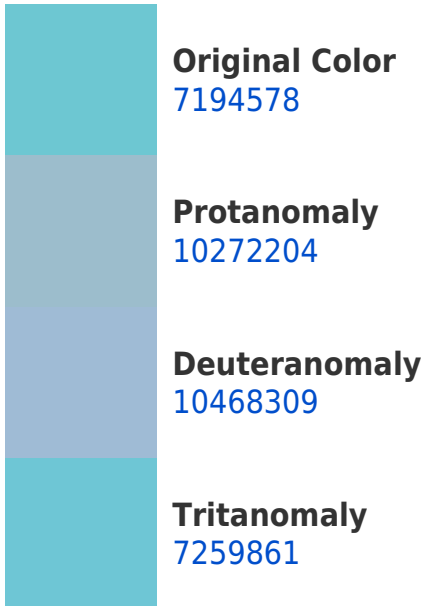 Original Color
7194578
Protanomaly
10272204
Deuteranomaly
10468309
Tritanomaly
7259861